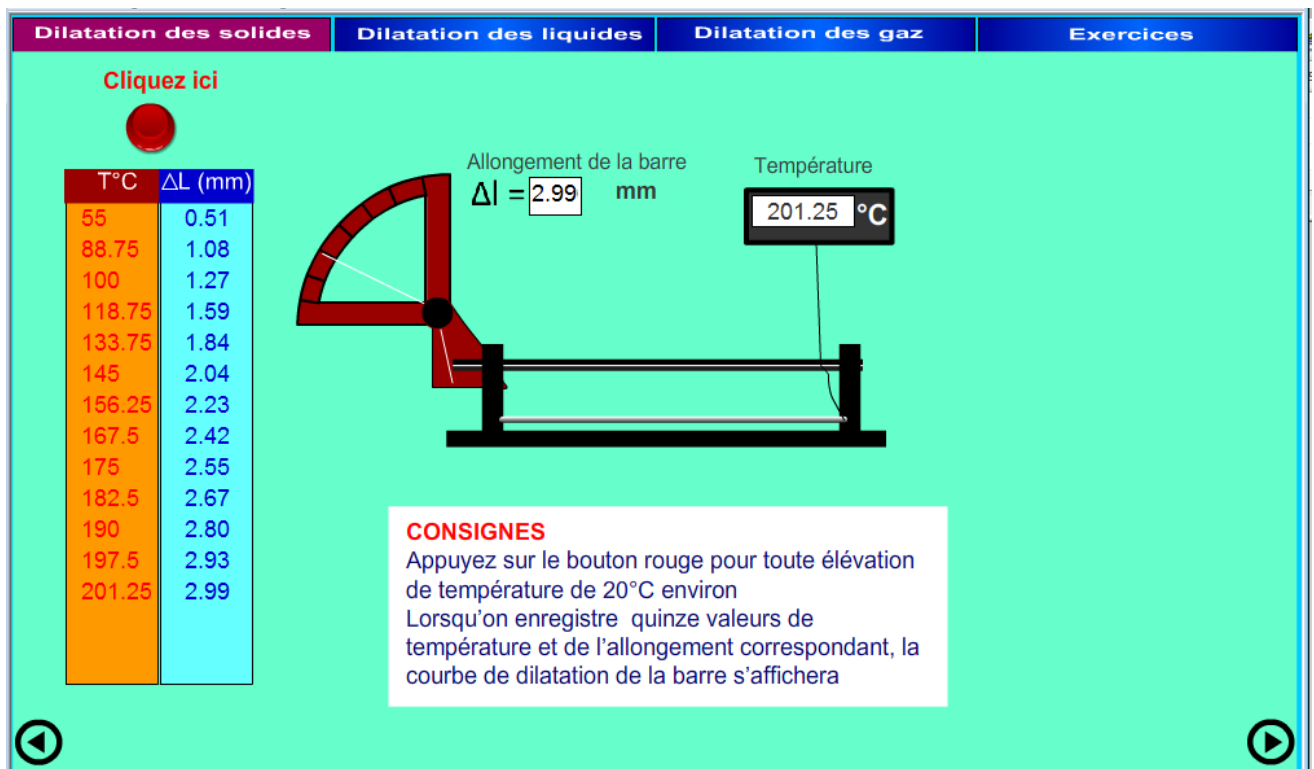 Dilatation des solides Dilatation des liquides Dilatation des gaz Exercices
Cliquez ici
T°C ΔL (mm)
55 0.51
88.75 1.08
100 1.27
118.75 1.59
133.75 1.84
145 2.04
156.25 2.23
167.5 2.42
175 2.55
182.5 2.67
190 2.80
197.5 2.93
201.25 2.99
Allongement de la barre
Δl = 2.99 mm
Température
201.25 °C
CONSIGNES
Appuyez sur le bouton rouge pour toute élévation
de température de 20°C environ
Lorsqu’on enregistre quinze valeurs de
température et de l’allongement correspondant, la
courbe de dilatation de la barre s’affichera